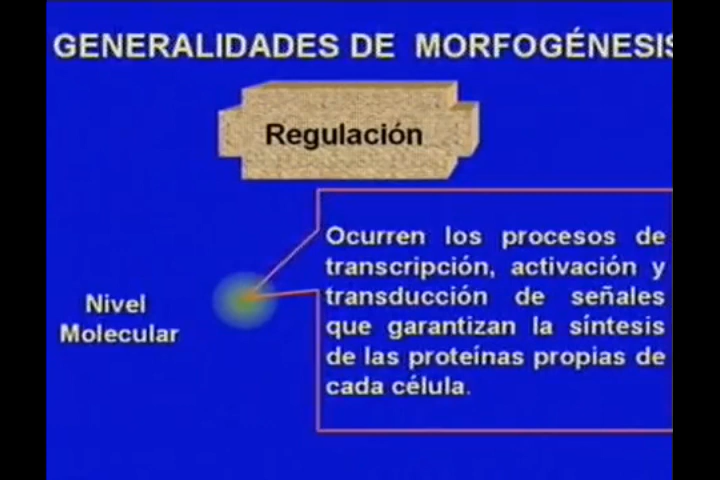 GENERALIDADES DE MORFOGÉNESIS
Regulación
Nivel
Molecular
Ocurren los procesos de
transcripción, activación y
transducción de señales
que garantizan la síntesis
de las proteínas propias de
cada célula.